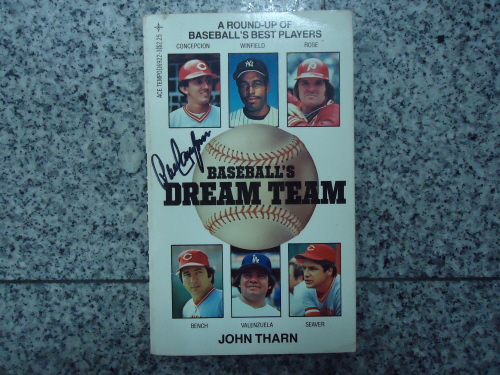 A ROUND-UP OF
BASEBALL'S BEST PLAYERS
CONCEPCION WINFIELD ROSE
BASEBALL'S
DREAM TEAM
BENCH VALENZUELA SEAVER
JOHN THARN